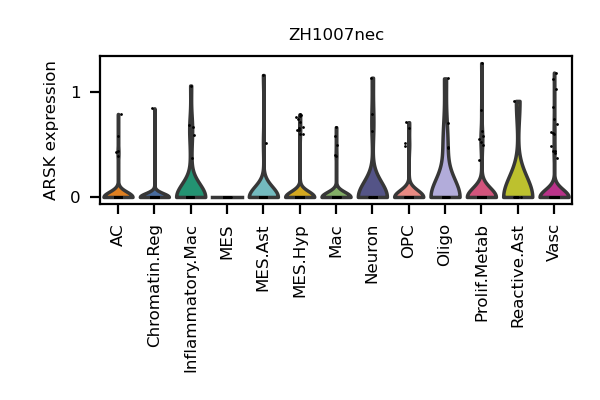 ZH1007nec
ARSK expression
1
0
AC
Chromatin.Reg
Inflammatory.Mac
MES
MES.Ast
MES.Hyp
Mac
Neuron
OPC
Oligo
Prolif.Metab
Reactive.Ast
Vasc